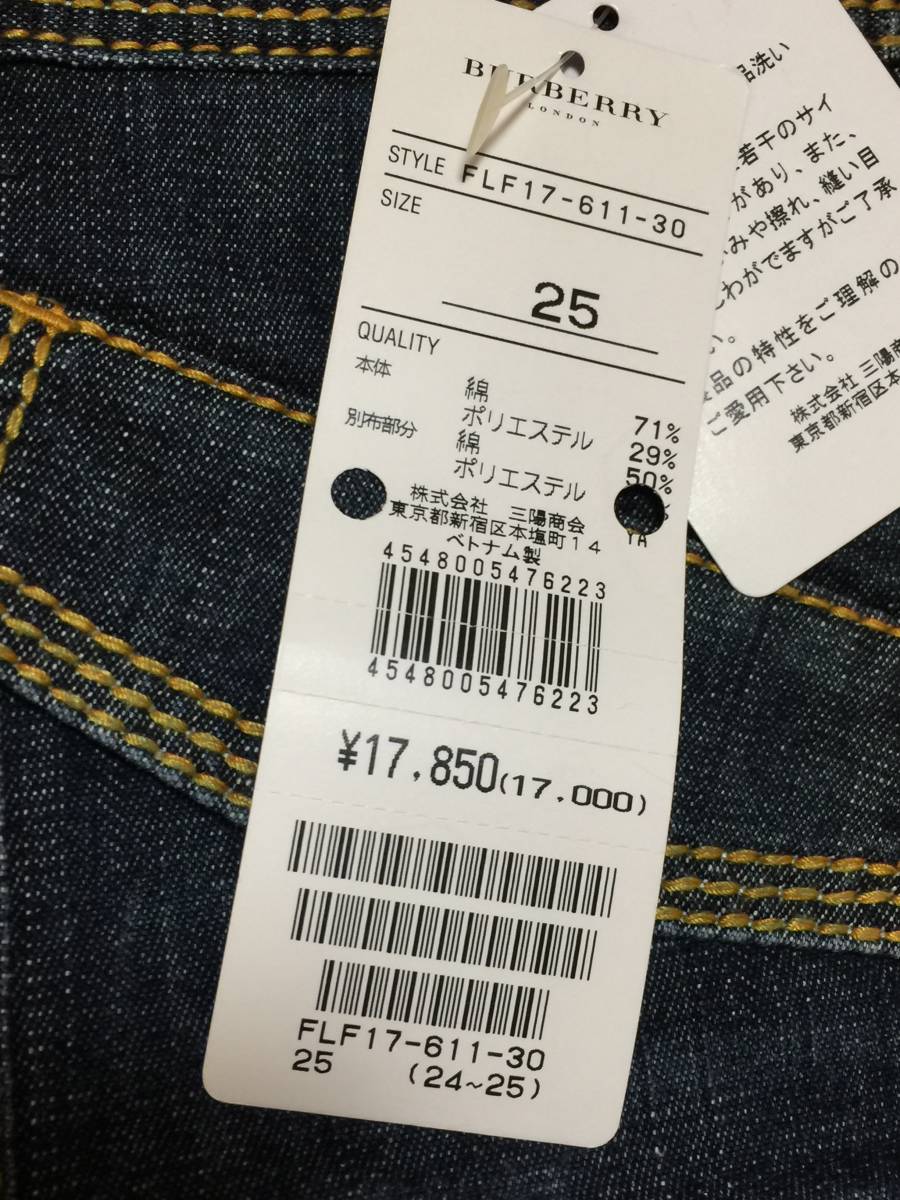 BURBERRY
LONDON
STYLE FLF17-611-30
SIZE
25
QUALITY
本体 綿 71%
ポリエステル 29%
別布部分 綿 50%
ポリエステル
株式会社 三陽商会
東京都新宿区本塩町14 YA
ベトナム製
4548005476223
4548005476223
¥17,850(17,000)
FLF17-611-30
25 (24~25)
品洗い
若干のサイ
があり、また、
みや擦れ、縫い目
わがでますがご了承
い。
品の特性をご理解の
ご愛用下さい。
株式会社 三陽商
東京都新宿区本